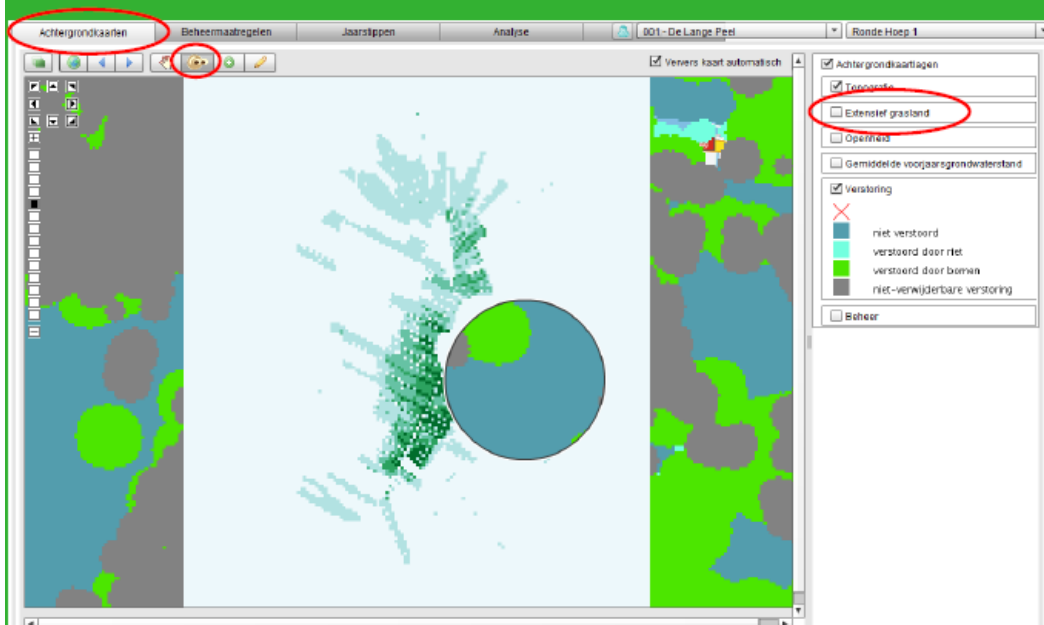 Achtergrondkaarten
Beheermaatregelen
Jaarstippen
Analyse
001 - De Lange Peel
Ronde Hoep 1
Ververs kaart automatisch
Achtergrondkaartlagen
Topografie
Extensief grasland
Openheid
Gemiddelde voorjaarsgrondwaterstand
Verstoring
niet verstoord
verstoord door riet
verstoord door bomen
niet-verwijderbare verstoring
Beheer